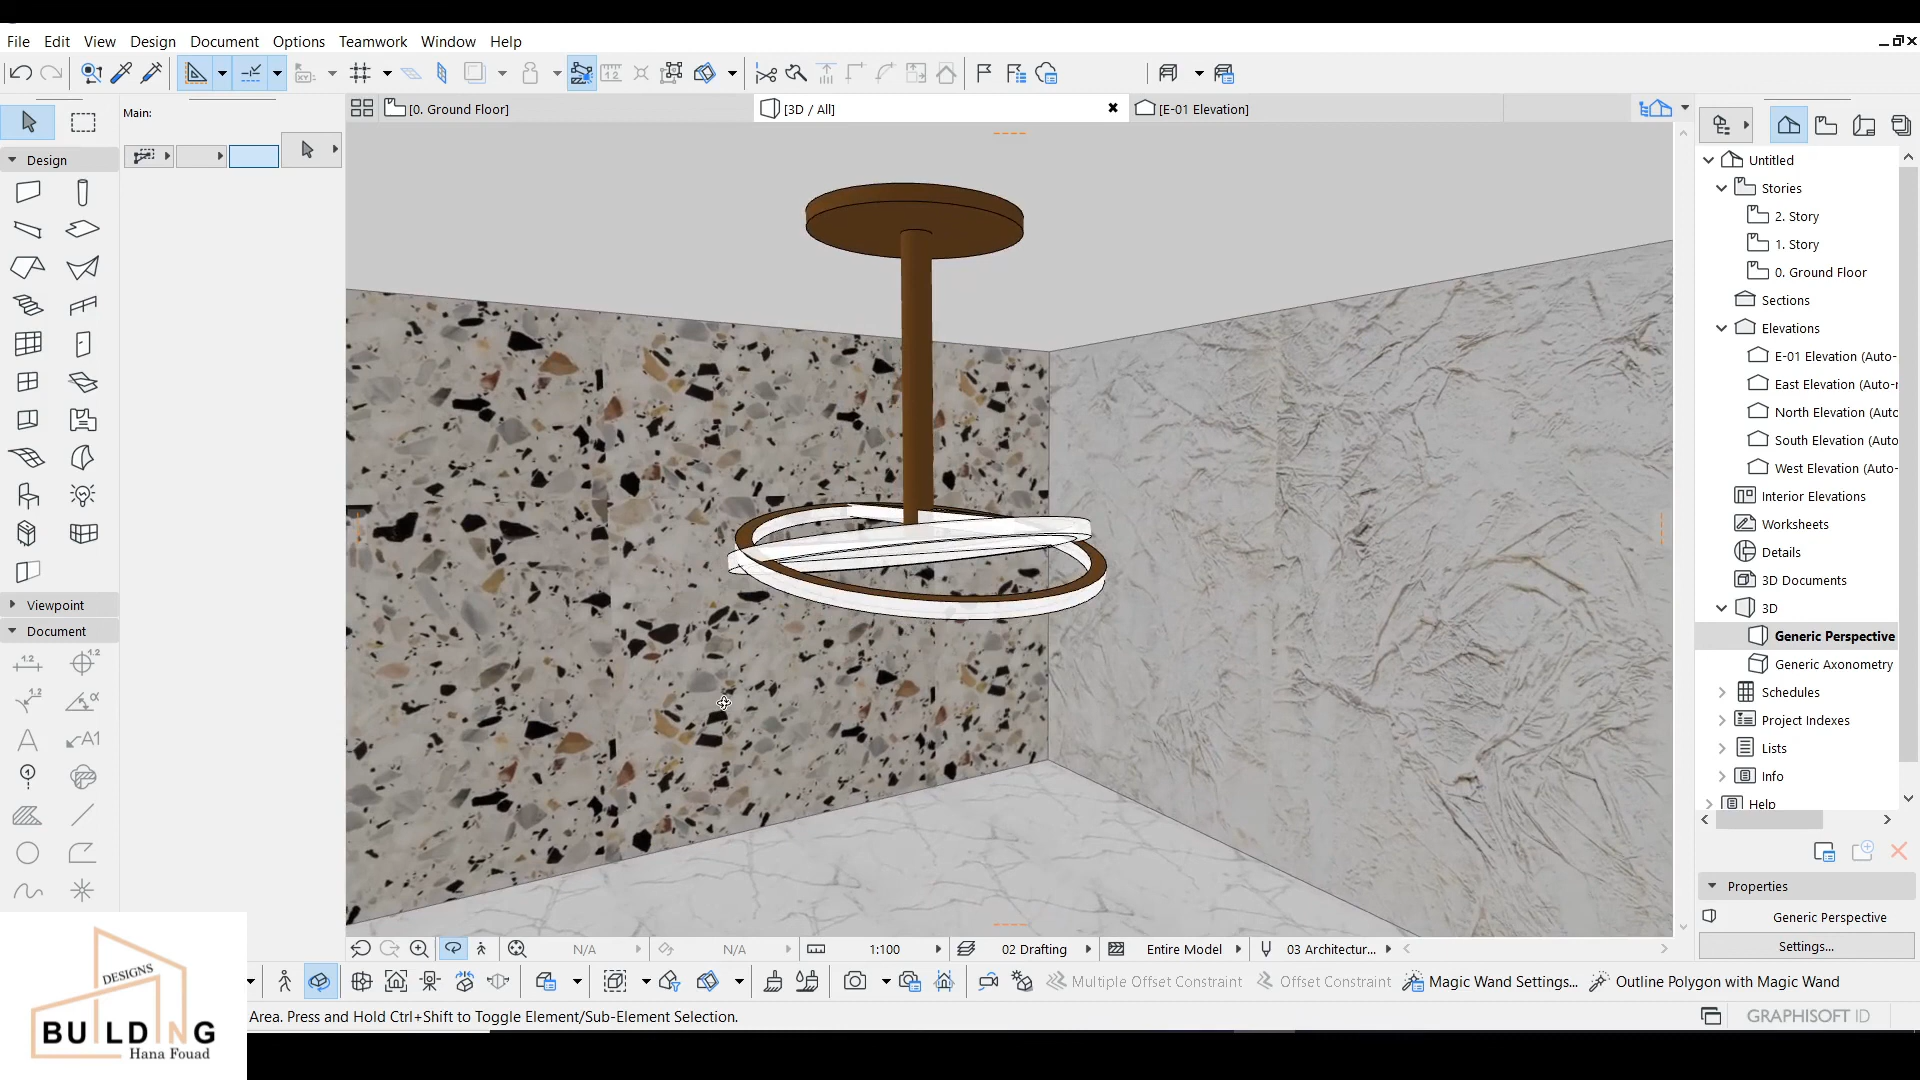 File Edit View Design Document Options Teamwork Window Help
[0. Ground Floor]
[3D / All]
[E-01 Elevation]
Main:
Design
Viewpoint
Document
Untitled
Stories
2. Story
1. Story
0. Ground Floor
Sections
Elevations
E-01 Elevation (Auto-
East Elevation (Auto-r
North Elevation (Auto
South Elevation (Auto
West Elevation (Auto-
Interior Elevations
Worksheets
Details
3D Documents
3D
Generic Perspective
Generic Axonometry
Schedules
Project Indexes
Lists
Info
Help
Properties
Generic Perspective
Settings...
N/A N/A 1:100 02 Drafting Entire Model 03 Architectur...
Multiple Offset Constraint Offset Constraint Magic Wand Settings... Outline Polygon with Magic Wand
Area. Press and Hold Ctrl+Shift to Toggle Element/Sub-Element Selection.
GRAPHISOFT ID
DESIGNS
BUILDING
Hana Fouad